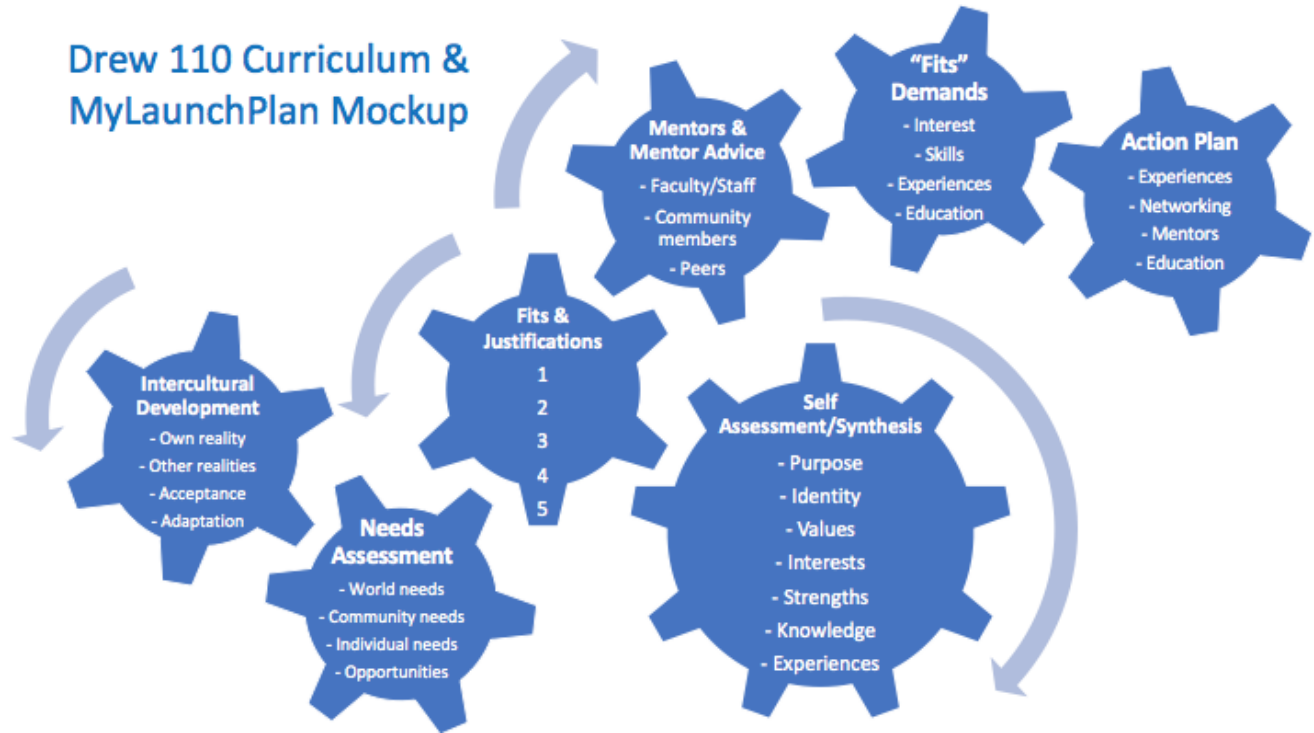 Drew 110 Curriculum &
MyLaunchPlan Mockup
Intercultural
Development
- Own reality
- Other realities
- Acceptance
- Adaptation
Needs
Assessment
- World needs
- Community needs
- Individual needs
- Opportunities
Fits &
Justifications
1
2
3
4
5
Mentors &
Mentor Advice
- Faculty/Staff
- Community
members
- Peers
"Fits"
Demands
- Interest
- Skills
- Experiences
- Education
Action Plan
- Experiences
- Networking
- Mentors
- Education
Self
Assessment/Synthesis
- Purpose
- Identity
- Values
- Interests
- Strengths
- Knowledge
- Experiences